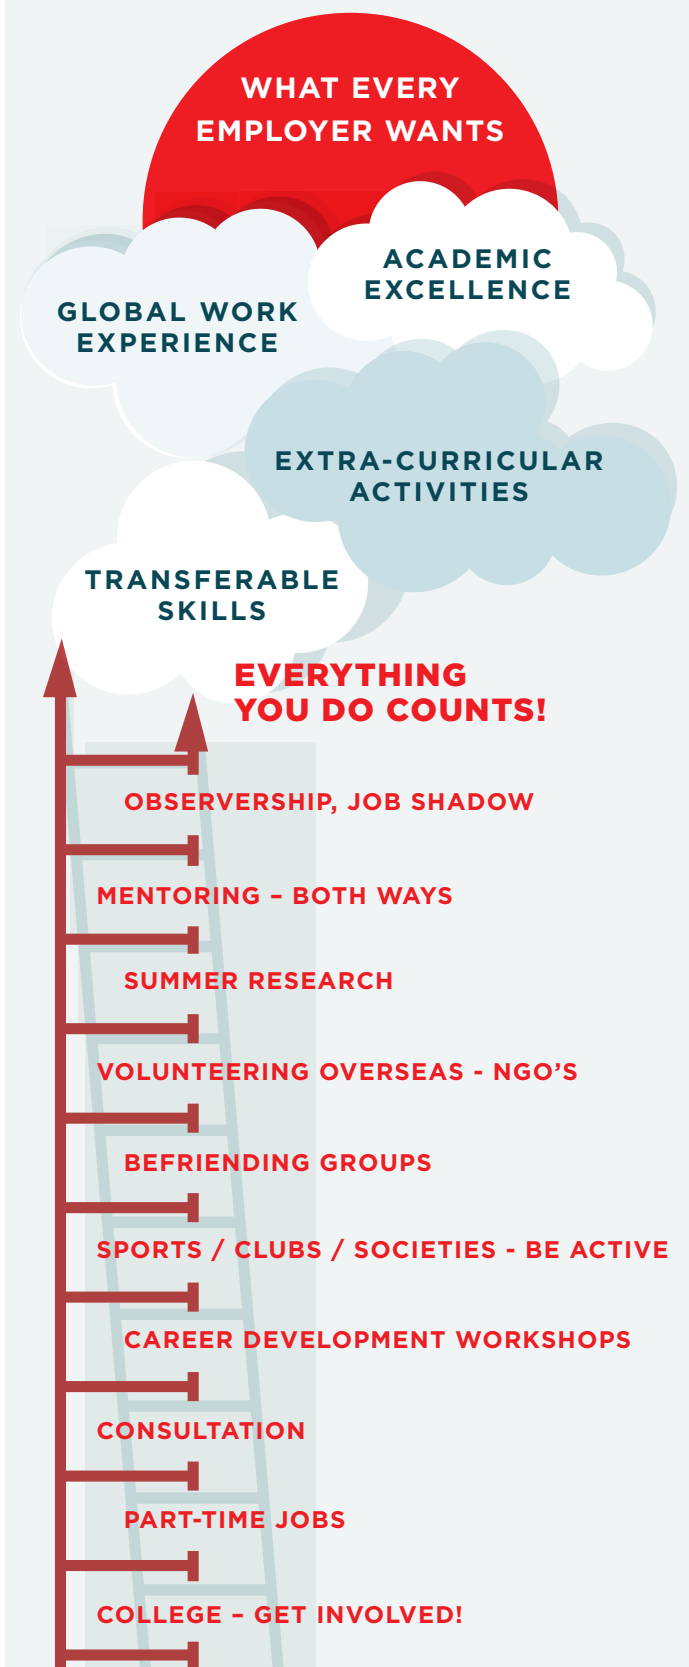 WHAT EVERY
EMPLOYER WANTS
ACADEMIC
EXCELLENCE
GLOBAL WORK
EXPERIENCE
EXTRA-CURRICULAR
ACTIVITIES
TRANSFERABLE
SKILLS
EVERYTHING
YOU DO COUNTS!
OBSERVERSHIP, JOB SHADOW
MENTORING – BOTH WAYS
SUMMER RESEARCH
VOLUNTEERING OVERSEAS - NGO’S
BEFRIENDING GROUPS
SPORTS / CLUBS / SOCIETIES - BE ACTIVE
CAREER DEVELOPMENT WORKSHOPS
CONSULTATION
PART-TIME JOBS
COLLEGE – GET INVOLVED!